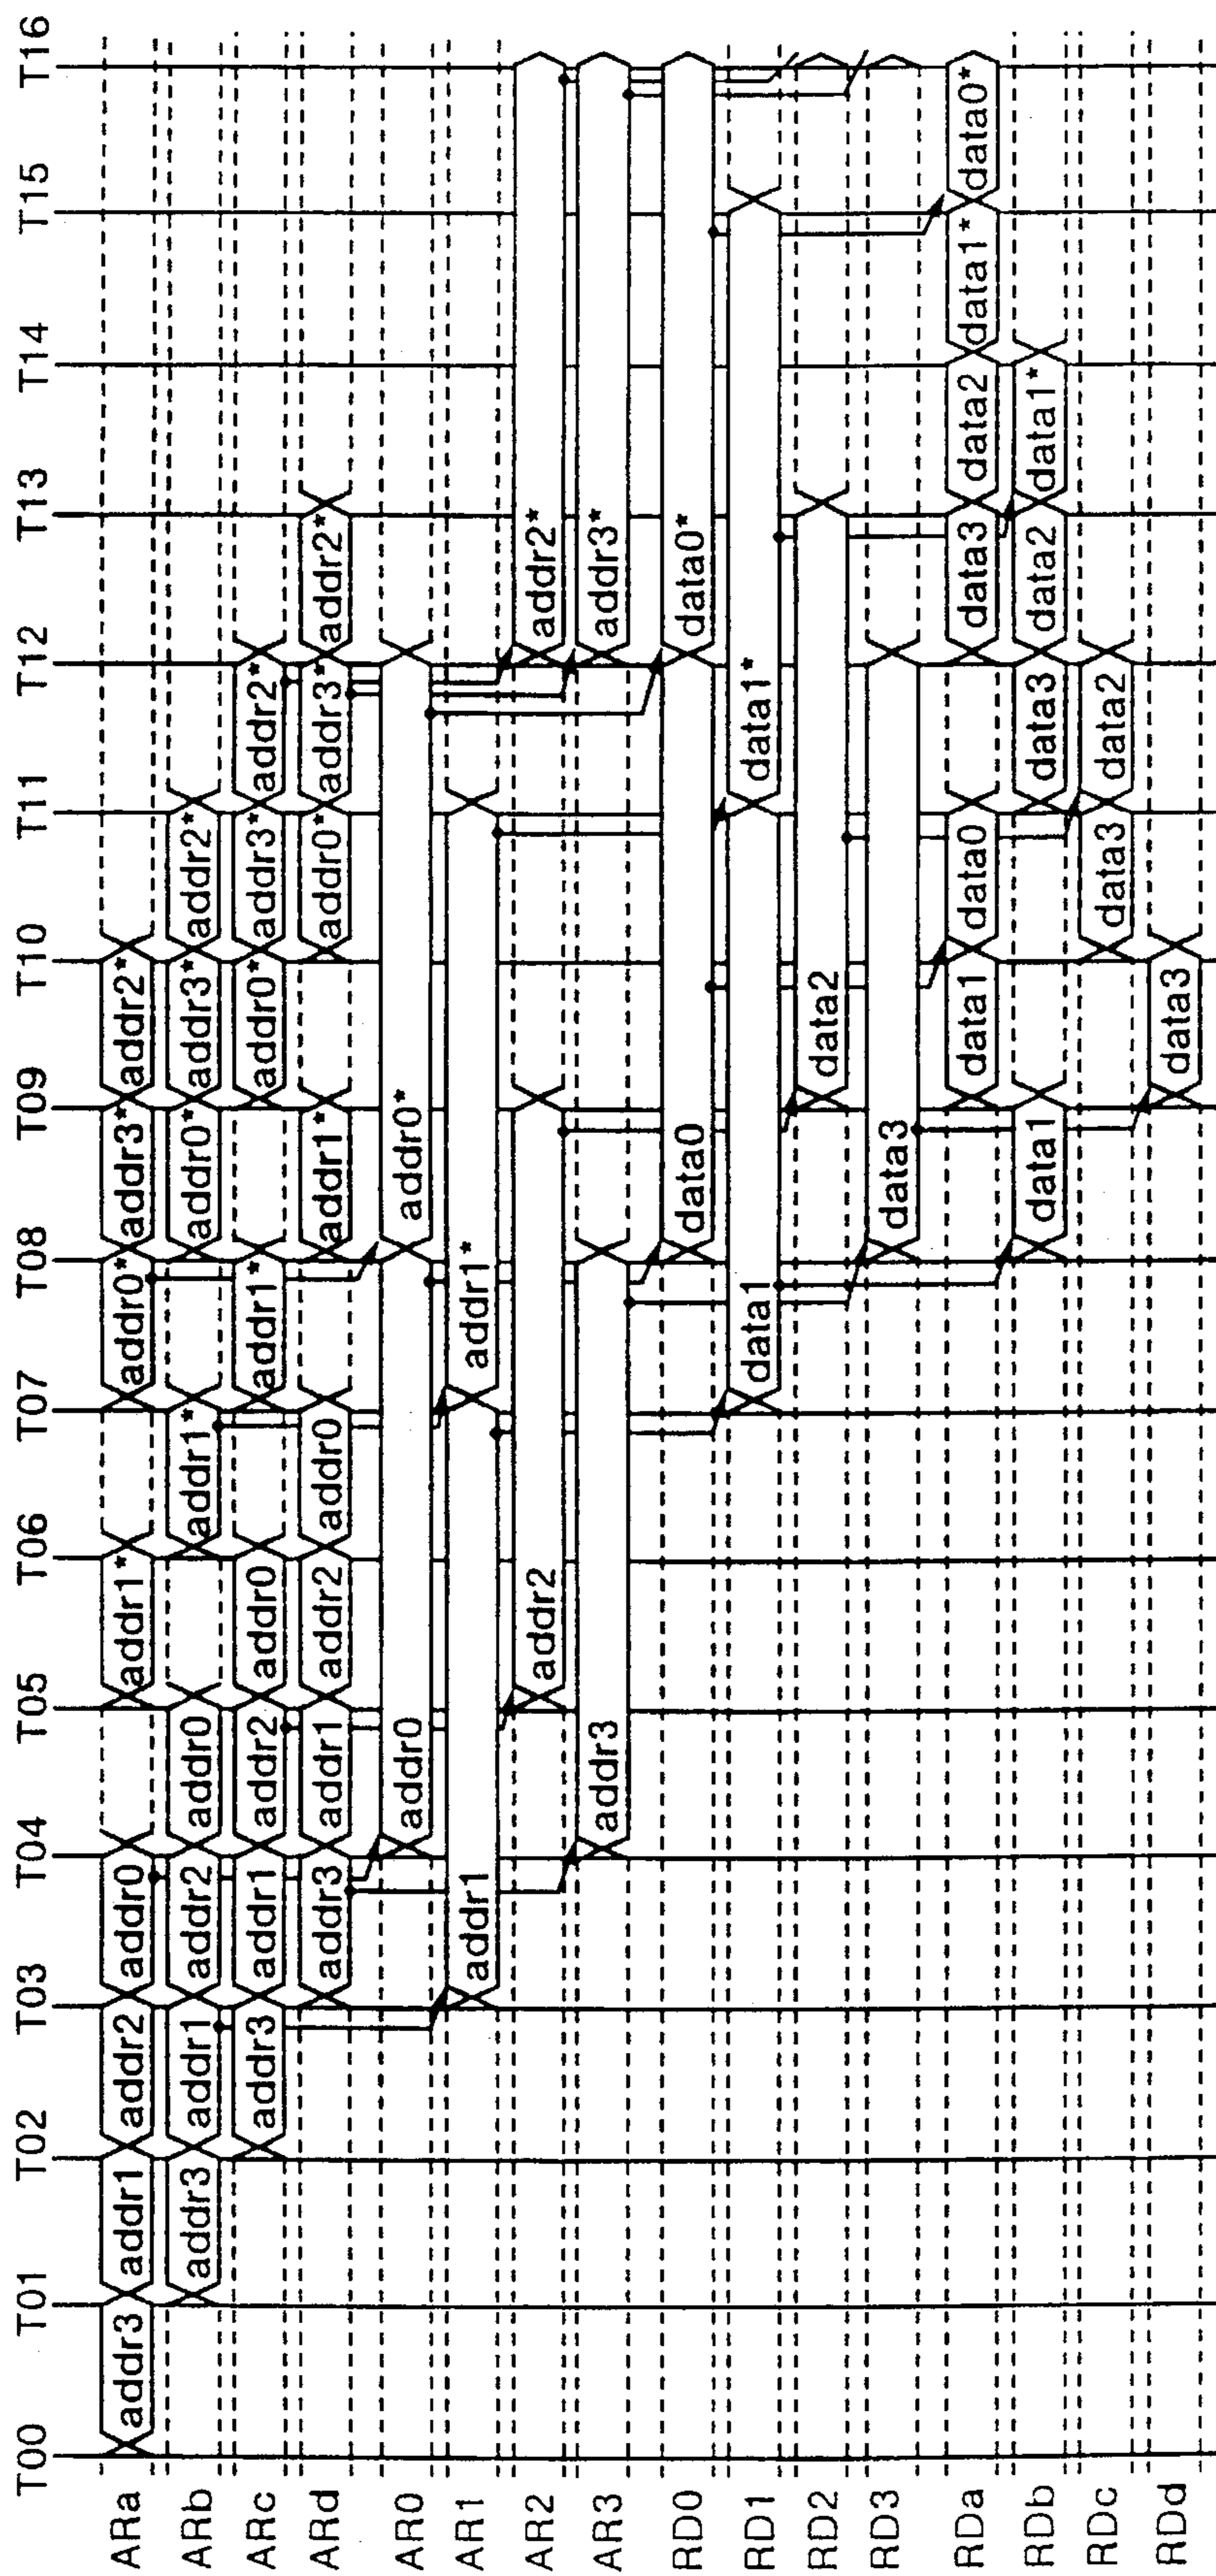 T00 T01 T02 T03 T04 T05 T06 T07 T08 T09 T10 T11 T12 T13 T14 T15 T16
ARa addr3 addr1 addr2 addr0 addr1* addr0* addr3* addr2*
ARb addr3 addr1 addr2 addr0 addr1* addr0* addr3* addr2*
ARc addr3 addr1 addr2 addr0 addr1* addr0* addr3* addr2*
ARd addr3 addr1 addr2 addr0 addr1* addr0* addr3* addr2*
AR0 addr0 addr0*
AR1 addr1 addr1*
AR2 addr2 addr2*
AR3 addr3 addr3*
RD0 data0 data0*
RD1 data1 data1*
RD2 data2
RD3 data3
RDa data1 data0 data3 data2 data1* data0*
RDb data1 data3 data2 data1*
RDc data3 data2
RDd data3